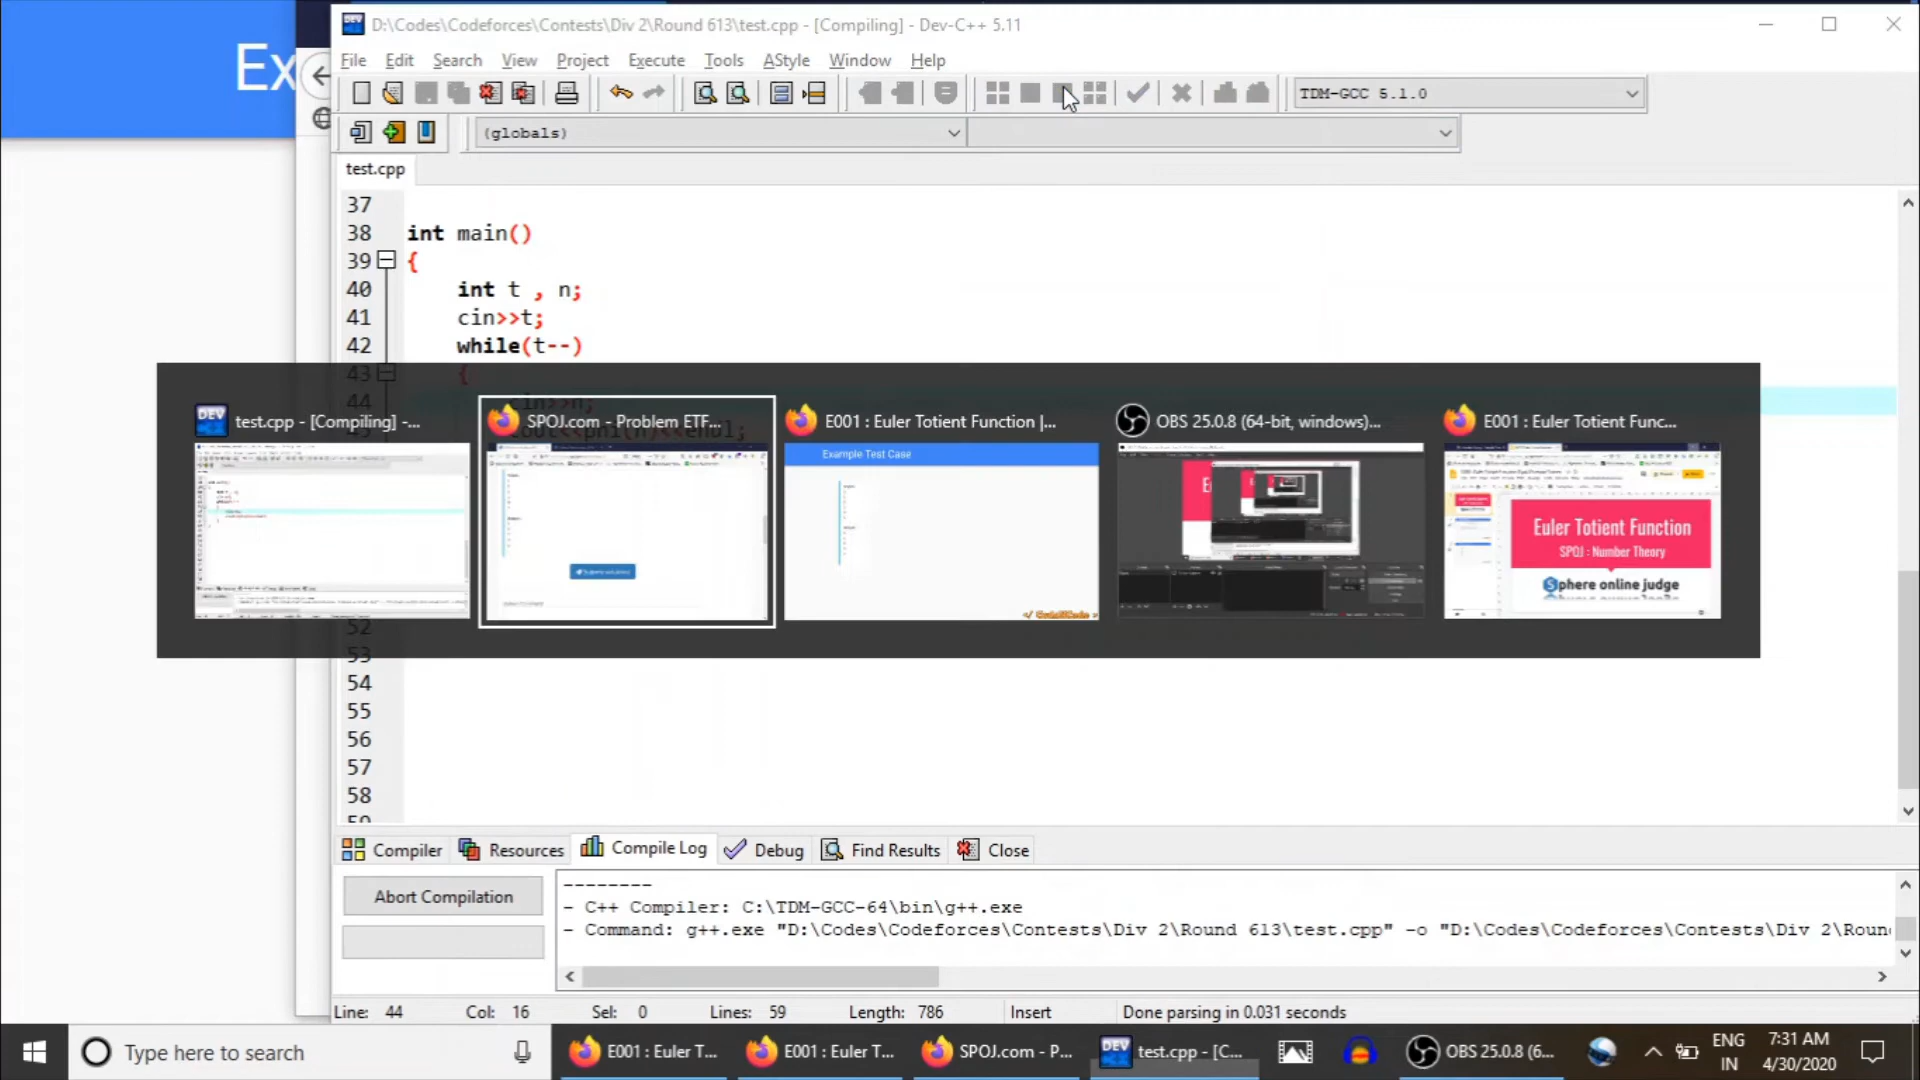 Ex
D:\Codes\Codeforces\Contests\Div 2\Round 613\test.cpp - [Compiling] - Dev-C++ 5.11
File Edit Search View Project Execute Tools AStyle Window Help
TDM-GCC 5.1.0
(globals)
test.cpp
37
38 int main()
39 {
40 int t , n;
41 cin>>t;
42 while(t--)
43 {
44 cin>>n;
cout<<phi(n)<<endl;
test.cpp - [Compiling] -...
SPOJ.com - Problem ETF...
E001 : Euler Totient Function |...
OBS 25.0.8 (64-bit, windows)...
E001 : Euler Totient Func...
Example Test Case
Euler Totient Function
SPOJ : Number Theory
Sphere online judge
52
53
54
55
56
57
58
59
Compiler Resources Compile Log Debug Find Results Close
Abort Compilation
--------
- C++ Compiler: C:\TDM-GCC-64\bin\g++.exe
- Command: g++.exe "D:\Codes\Codeforces\Contests\Div 2\Round 613\test.cpp" -o "D:\Codes\Codeforces\Contests\Div 2\Roun
Line: 44 Col: 16 Sel: 0 Lines: 59 Length: 786 Insert Done parsing in 0.031 seconds
Type here to search
E001 : Euler T...
E001 : Euler T...
SPOJ.com - P...
test.cpp - [C...
OBS 25.0.8 (6...
ENG
IN
7:31 AM
4/30/2020